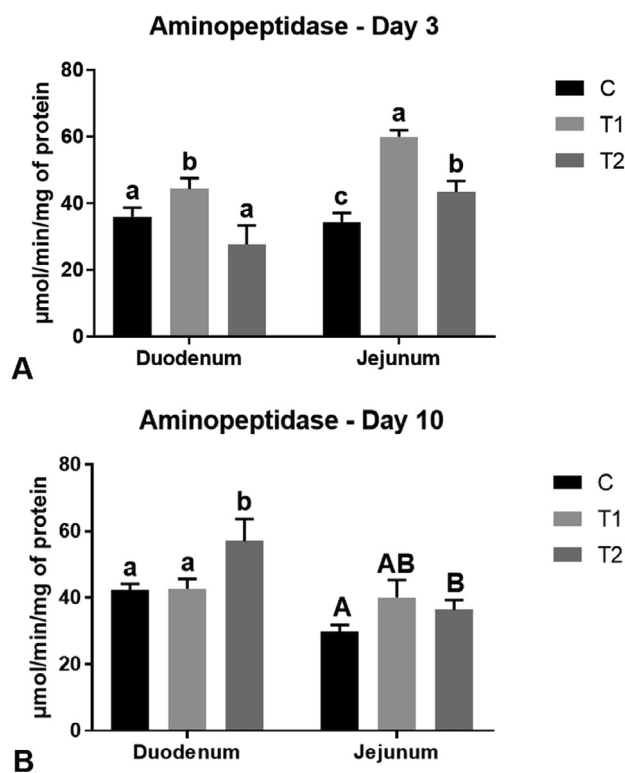 Aminopeptidase - Day 3
µmol/min/mg of protein
80
60
40
20
0
a
b
a
c
a
b
Duodenum
Jejunum
C
T1
T2
A
Aminopeptidase - Day 10
µmol/min/mg of protein
80
60
40
20
0
a
a
b
A
AB
B
Duodenum
Jejunum
C
T1
T2
B